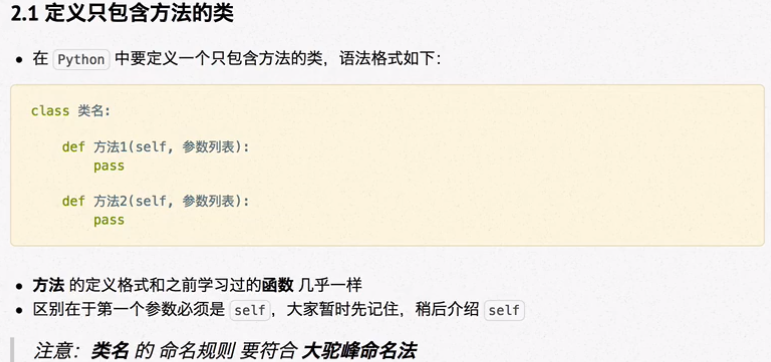 2.1 定义只包含方法的类
在 Python 中要定义一个只包含方法的类，语法格式如下：
class 类名:
def 方法1(self, 参数列表):
pass
def 方法2(self, 参数列表):
pass
方法 的定义格式和之前学习过的函数 几乎一样
区别在于第一个参数必须是 self，大家暂时先记住，稍后介绍 self
注意：类名 的 命名规则 要符合 大驼峰命名法